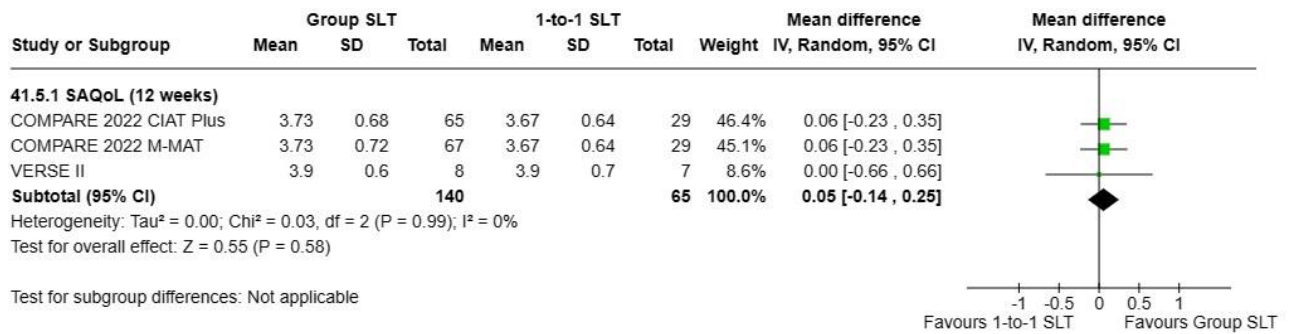 Group SLT 1-to-1 SLT Mean difference Mean difference
Study or Subgroup Mean SD Total Mean SD Total Weight IV, Random, 95% CI IV, Random, 95% CI
41.5.1 SAQoL (12 weeks)
COMPARE 2022 CIAT Plus 3.73 0.68 65 3.67 0.64 29 46.4% 0.06 [-0.23 , 0.35]
COMPARE 2022 M-MAT 3.73 0.72 67 3.67 0.64 29 45.1% 0.06 [-0.23 , 0.35]
VERSE II 3.9 0.6 8 3.9 0.7 7 8.6% 0.00 [-0.66 , 0.66]
Subtotal (95% CI) 140 65 100.0% 0.05 [-0.14 , 0.25]
Heterogeneity: Tau² = 0.00; Chi² = 0.03, df = 2 (P = 0.99); I² = 0%
Test for overall effect: Z = 0.55 (P = 0.58)
Test for subgroup differences: Not applicable
-1 -0.5 0 0.5 1
Favours 1-to-1 SLT Favours Group SLT